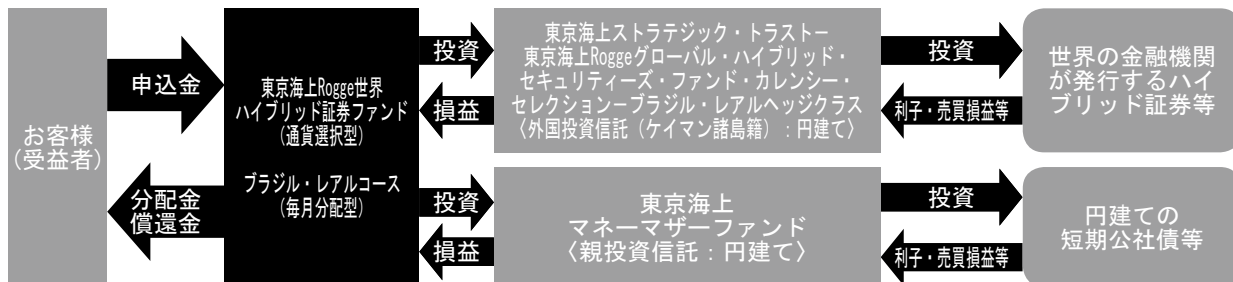 お客様
(受益者)
申込金
分配金
償還金
東京海上Rogge世界
ハイブリッド証券ファンド
(通貨選択型)
ブラジル・レアルコース
(毎月分配型)
投資
損益
東京海上ストラテジック・トラストー
東京海上Roggeグローバル・ハイブリッド・
セキュリティーズ・ファンド・カレンシー・
セレクションーブラジル・レアルヘッジクラス
〈外国投資信託(ケイマン諸島籍):円建て〉
投資
利子・売買損益等
世界の金融機関
が発行するハイ
ブリッド証券等
投資
損益
東京海上
マネーマザーファンド
〈親投資信託:円建て〉
投資
利子・売買損益等
円建ての
短期公社債等